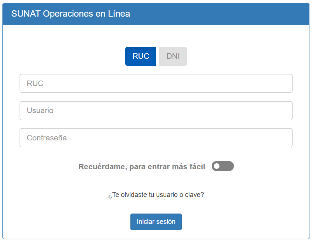 SUNAT Operaciones en Línea
RUC DNI
RUC
Usuario
Contraseña
Recuérdame, para entrar más fácil
¿Te olvidaste tu usuario o clave?
Iniciar sesión